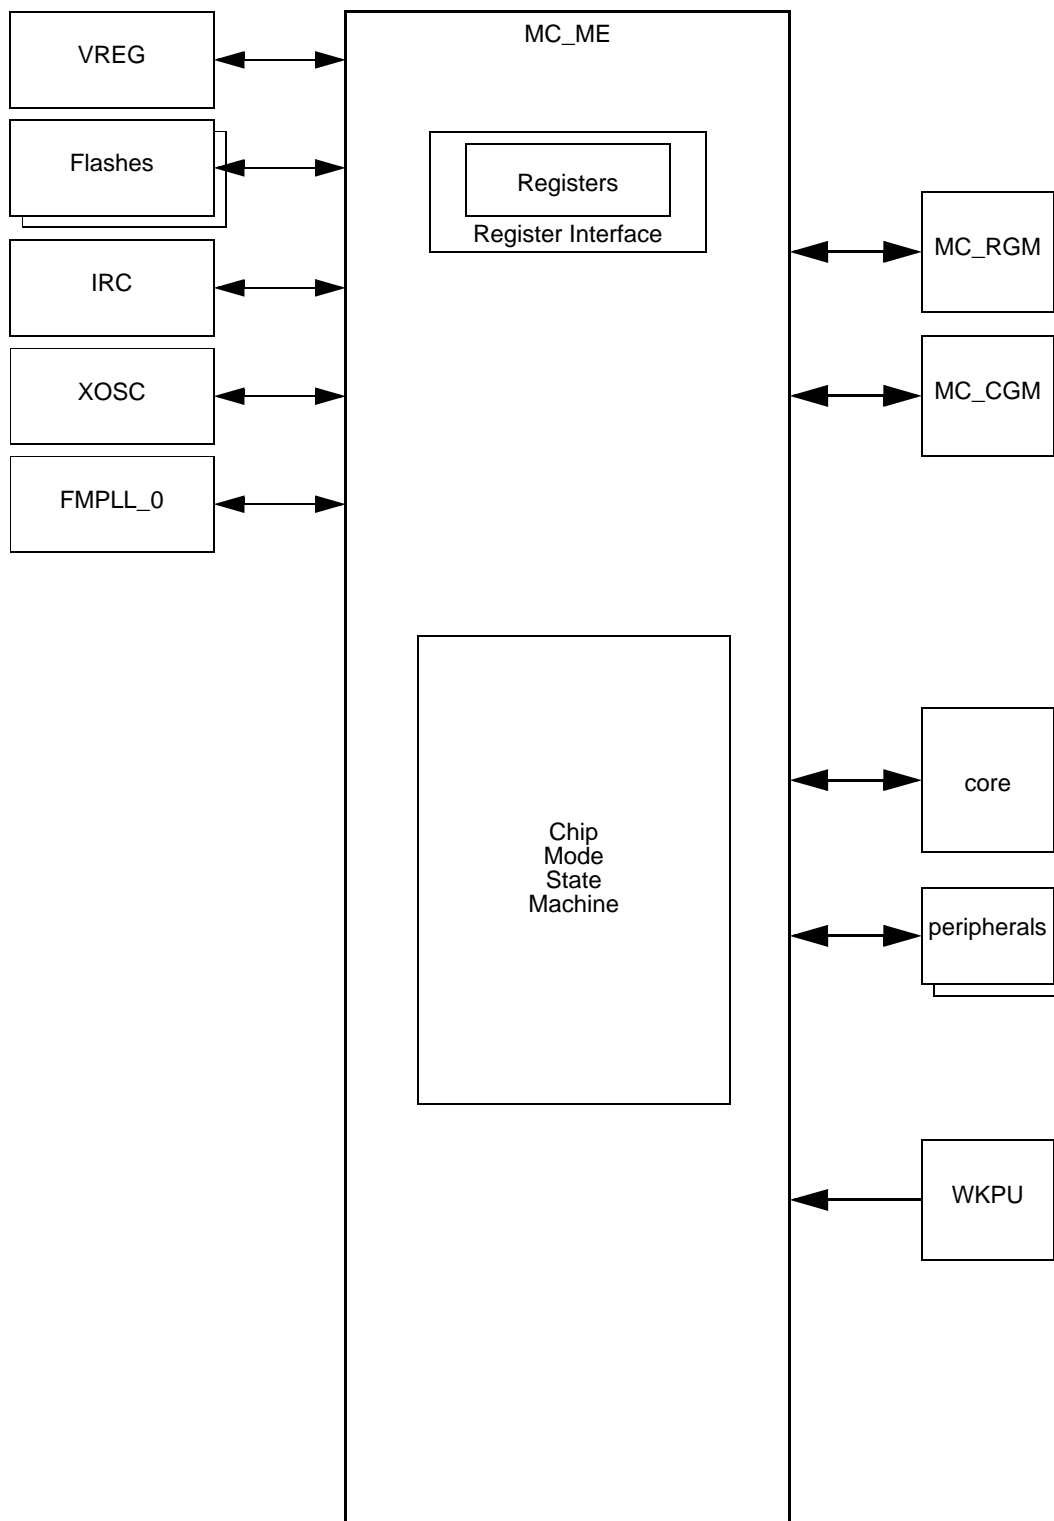 VREG
Flashes
IRC
XOSC
FMPLL_0
MC_ME
Registers
Register Interface
Chip
Mode
State
Machine
MC_RGM
MC_CGM
core
peripherals
WKPU